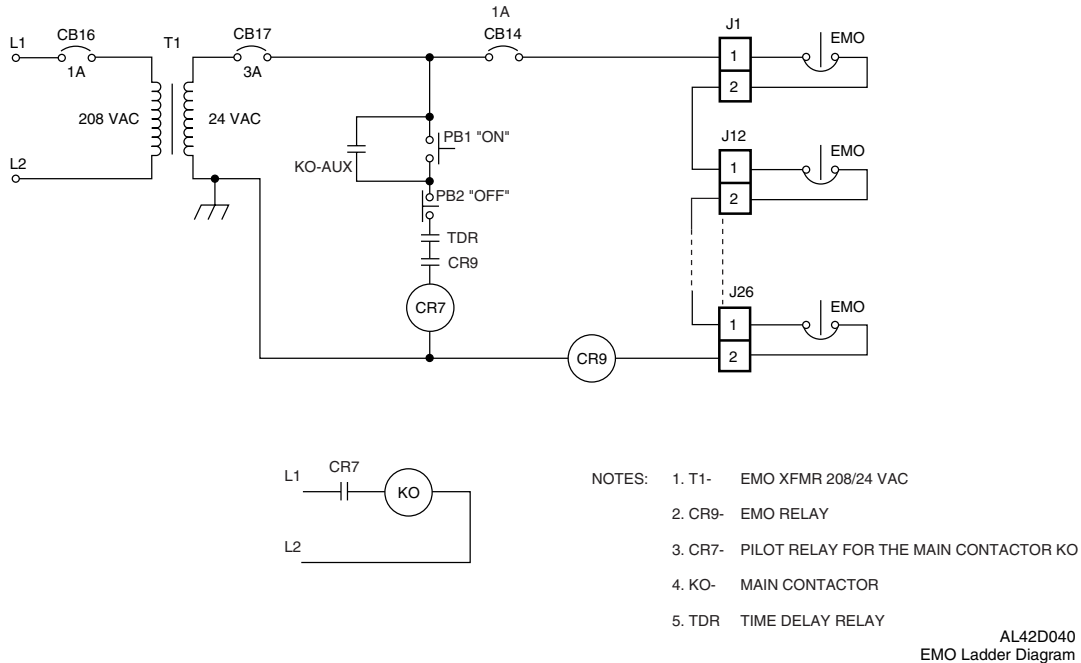 1A
L1
CB16
1A
T1
CB17
3A
CB14
J1
1
2
EMO
208 VAC
24 VAC
L2
KO-AUX
PB1 "ON"
PB2 "OFF"
TDR
CR9
CR7
J12
1
2
EMO
J26
1
2
EMO
CR9
L1
CR7
KO
L2
NOTES: 1. T1- EMO XFMR 208/24 VAC
2. CR9- EMO RELAY
3. CR7- PILOT RELAY FOR THE MAIN CONTACTOR KO
4. KO- MAIN CONTACTOR
5. TDR TIME DELAY RELAY
AL42D040
EMO Ladder Diagram